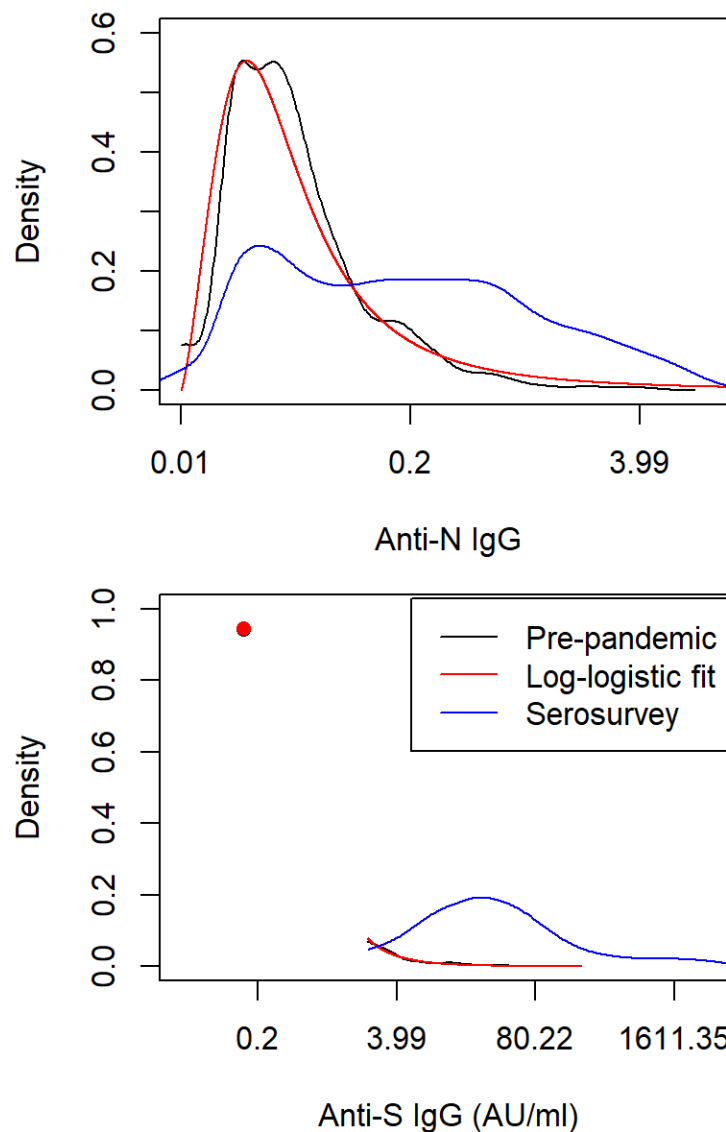 Density
0.6
0.4
0.2
0.0
0.01 0.2 3.99
Anti-N IgG
Density
1.0
0.8
0.6
0.4
0.2
0.0
Pre-pandemic
Log-logistic fit
Serosurvey
0.2 3.99 80.22 1611.35
Anti-S IgG (AU/ml)